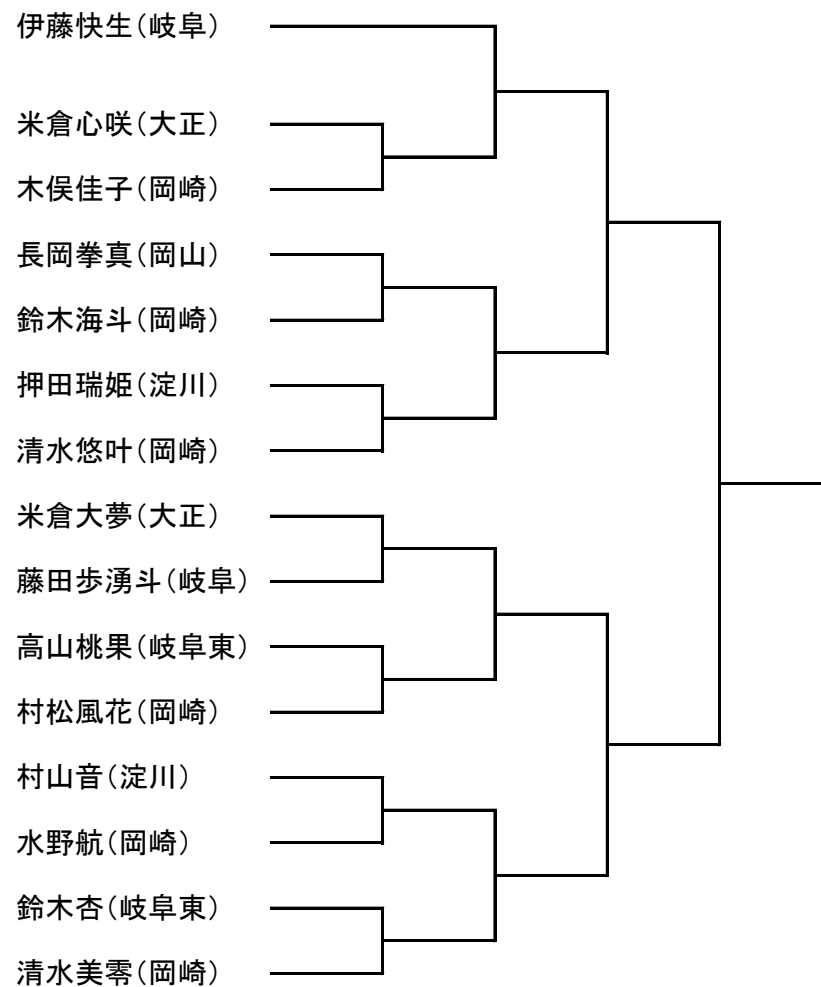 伊藤快生（岐阜）
米倉心咲（大正）
木俣佳子（岡崎）
長岡拳真（岡山）
鈴木海斗（岡崎）
押田瑞姫（淀川）
清水悠叶（岡崎）
米倉大夢（大正）
藤田歩湧斗（岐阜）
高山桃果（岐阜東）
村松風花（岡崎）
村山音（淀川）
水野航（岡崎）
鈴木杏（岐阜東）
清水美零（岡崎）